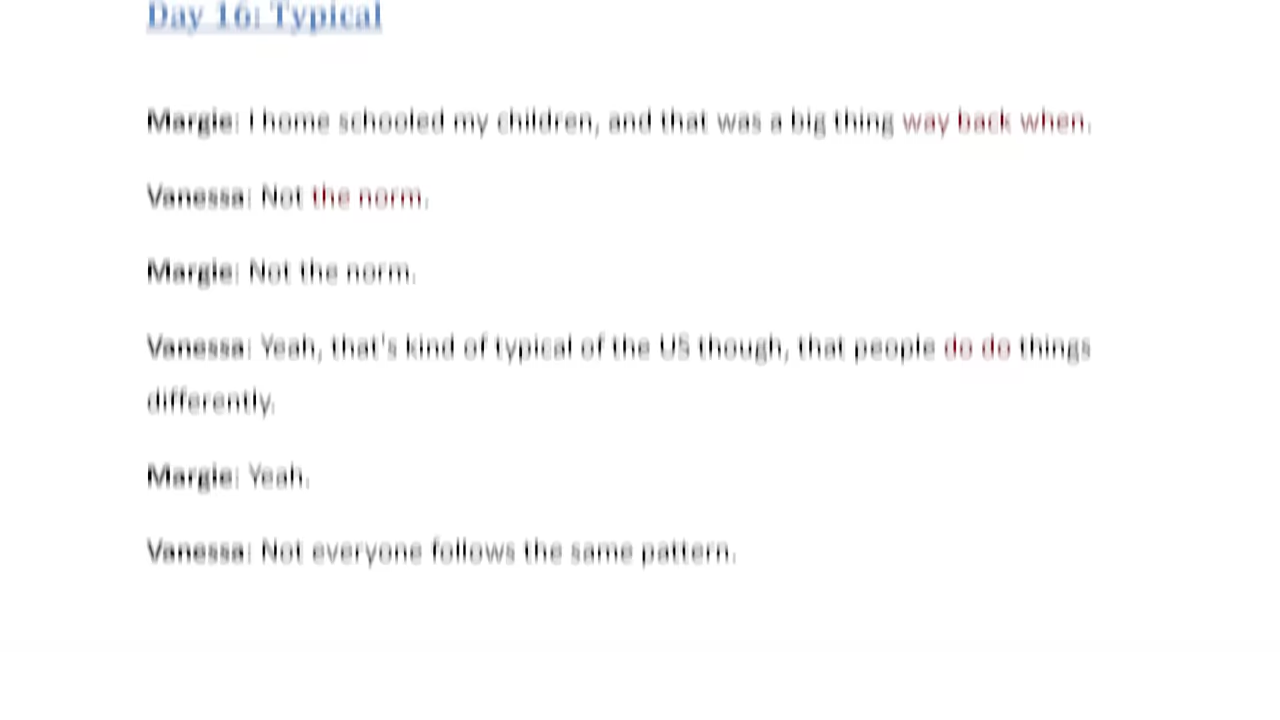 Day 16: Typical
Margie: I home schooled my children, and that was a big thing way back when.
Vanessa: Not the norm.
Margie: Not the norm.
Vanessa: Yeah, that's kind of typical of the US though, that people do do things
differently.
Margie: Yeah.
Vanessa: Not everyone follows the same pattern.